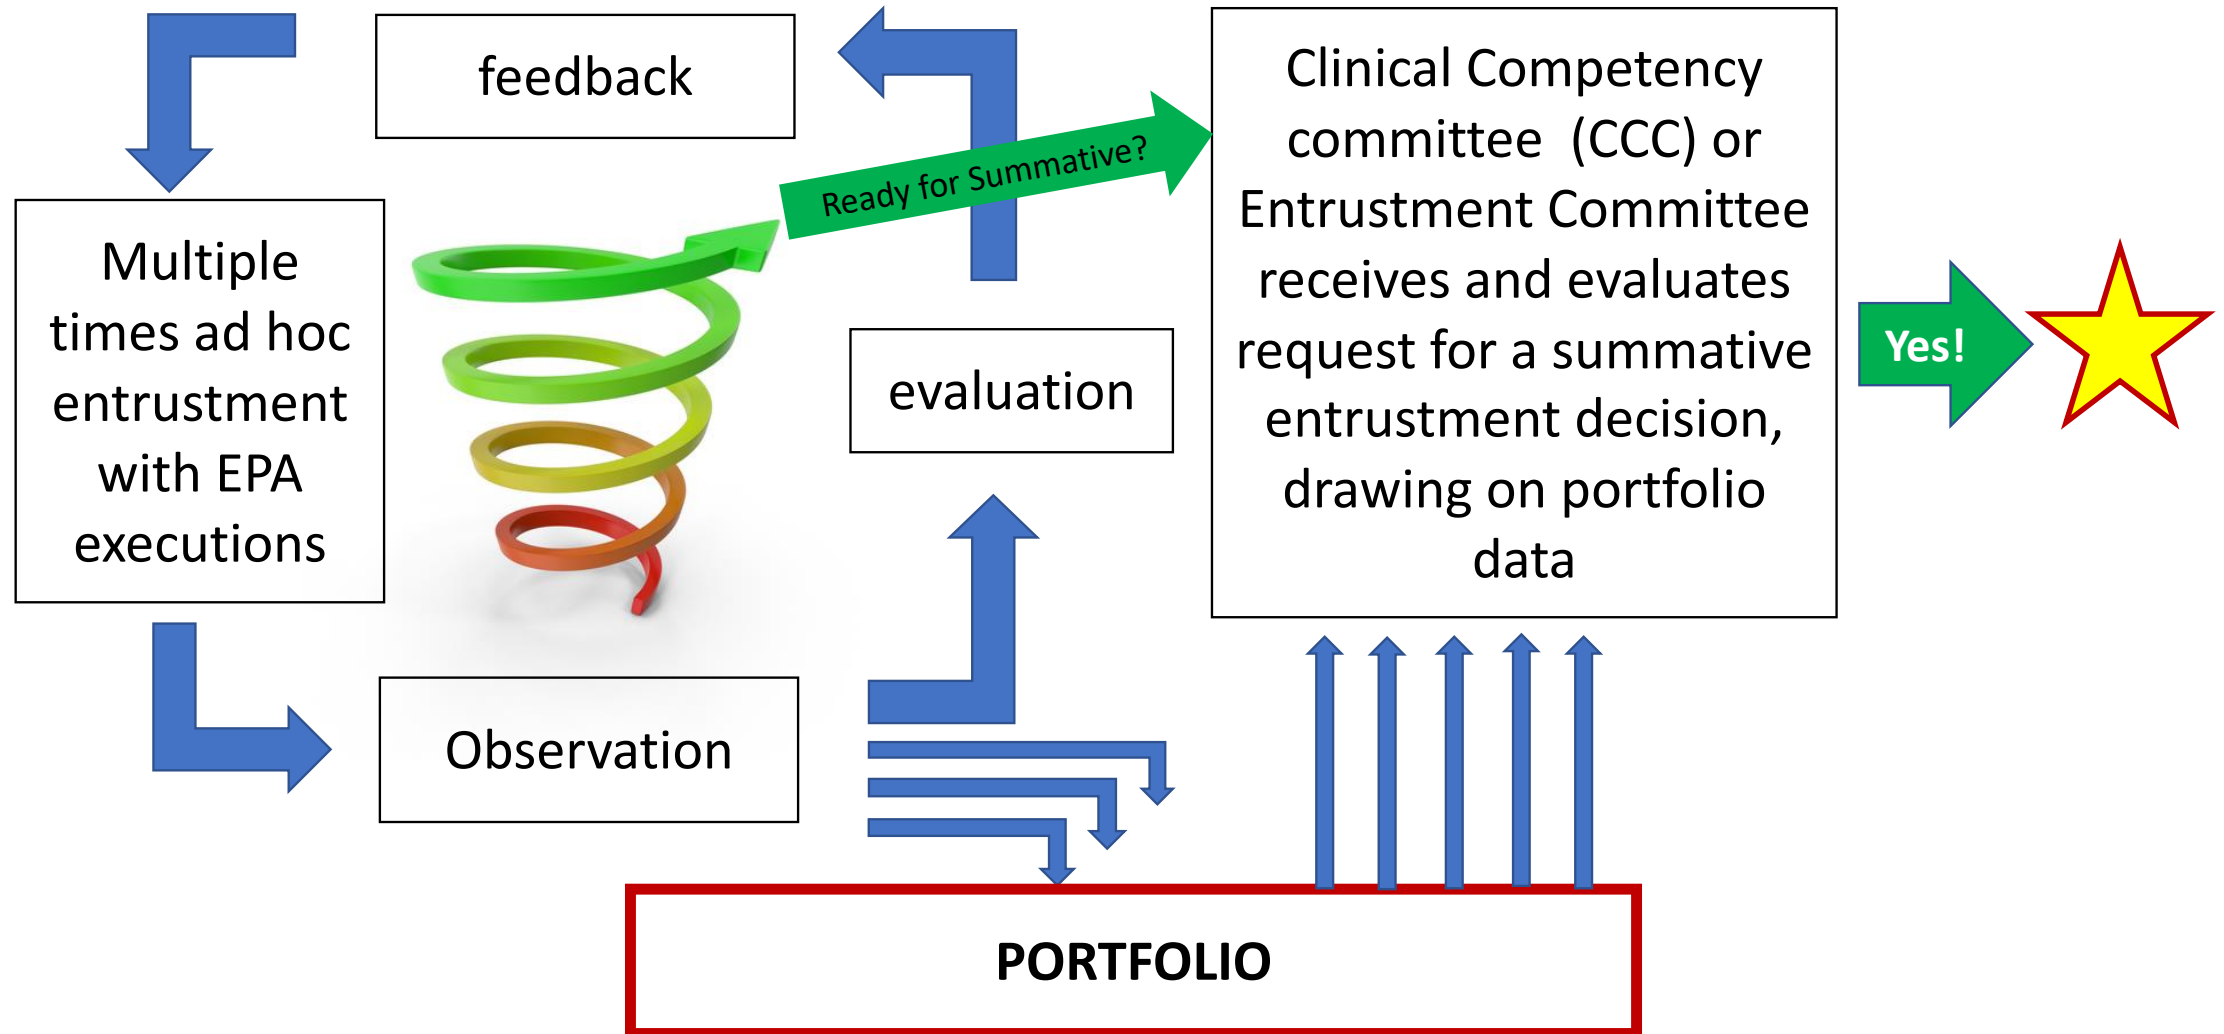 feedback
Ready for Summative?
Clinical Competency
committee (CCC) or
Entrustment Committee
receives and evaluates
request for a summative
entrustment decision,
drawing on portfolio
data
Yes!
Multiple
times ad hoc
entrustment
with EPA
executions
evaluation
Observation
PORTFOLIO